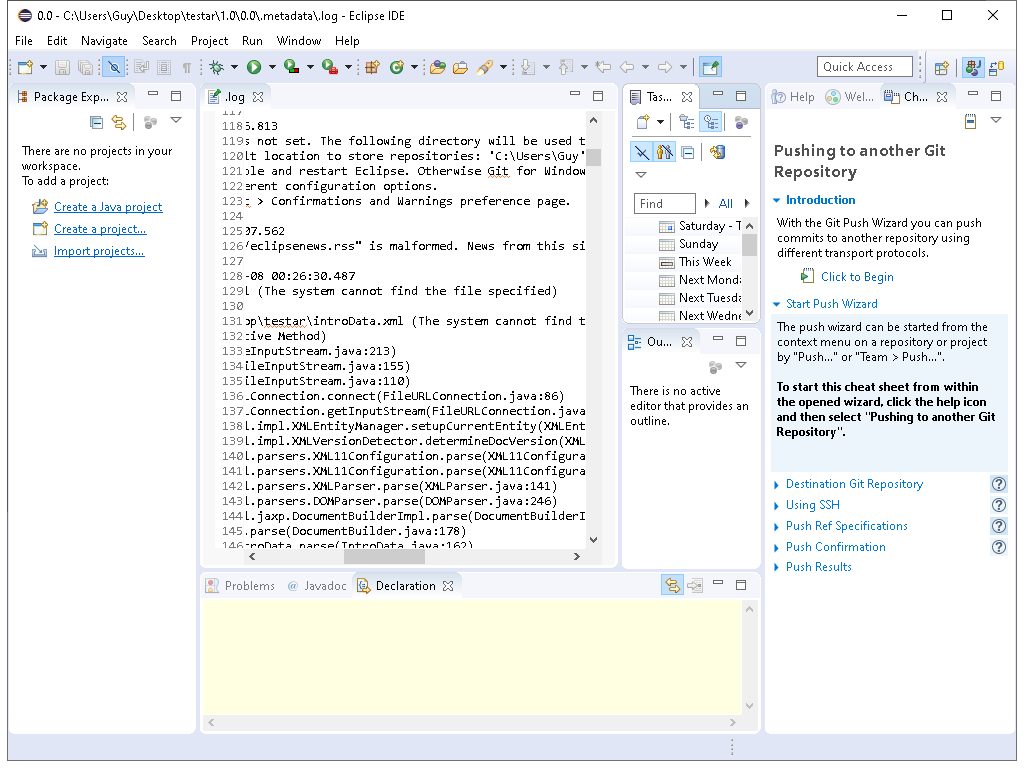 0.0 - C:\Users\Guy\Desktop\testar\1.0\0.0\.metadata\.log - Eclipse IDE
File Edit Navigate Search Project Run Window Help
Quick Access
Package Exp...
There are no projects in your
workspace.
To add a project:
Create a Java project
Create a project...
Import projects...
.log
117
118 5.813
119 s not set. The following directory will be used t
120 lt location to store repositories: 'C:\Users\Guy'
121 ole and restart Eclipse. Otherwise Git for Window
122 erent configuration options.
123 : > Confirmations and Warnings preference page.
124
125 07.562
126 /eclipsenews.rss" is malformed. News from this si
127
128 -08 00:26:30.487
129 l (The system cannot find the file specified)
130
131 op\testar\introData.xml (The system cannot find t
132 tive Method)
133 eInputStream.java:213)
134 ileInputStream.java:155)
135 ileInputStream.java:110)
136 .Connection.connect(FileURLConnection.java:86)
137 .Connection.getInputStream(FileURLConnection.java
138 l.impl.XMLEntityManager.setupCurrentEntity(XMLEnt
139 l.impl.XMLVersionDetector.determineDocVersion(XML
140 l.parsers.XML11Configuration.parse(XML11Configura
141 l.parsers.XML11Configuration.parse(XML11Configura
142 l.parsers.XMLParser.parse(XMLParser.java:141)
143 l.parsers.DOMParser.parse(DOMParser.java:246)
144 l.jaxp.DocumentBuilderImpl.parse(DocumentBuilderI
145 .parse(DocumentBuilder.java:178)
146 troData.parse(IntroData.java:162)
Tas...
Find All
Saturday - T
Sunday
This Week
Next Monda
Next Tuesda
Next Wedne
Ou...
There is no active
editor that provides an
outline.
Problems @ Javadoc Declaration
Help Wel... Ch...
Pushing to another Git
Repository
Introduction
With the Git Push Wizard you can push
commits to another repository using
different transport protocols.
Click to Begin
Start Push Wizard
The push wizard can be started from the
context menu on a repository or project
by "Push..." or "Team > Push...".
To start this cheat sheet from within
the opened wizard, click the help icon
and then select "Pushing to another Git
Repository".
Destination Git Repository
Using SSH
Push Ref Specifications
Push Confirmation
Push Results